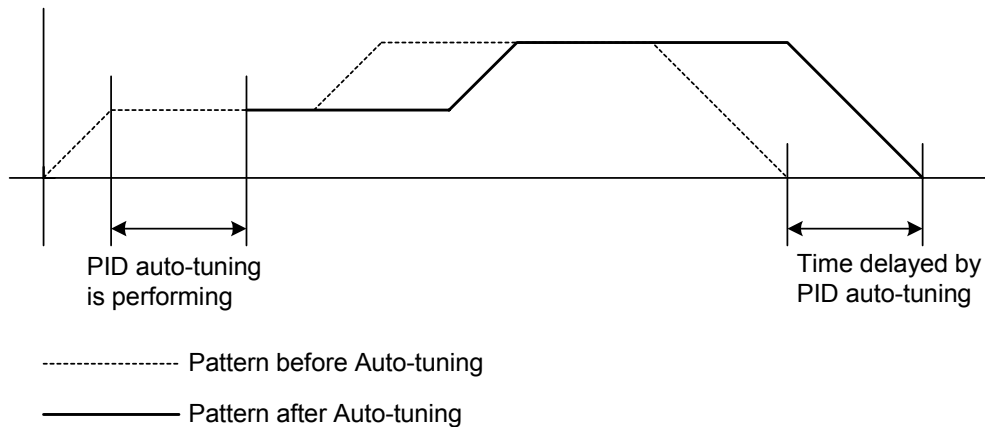 PID auto-tuning
is performing
Time delayed by
PID auto-tuning
Pattern before Auto-tuning
Pattern after Auto-tuning